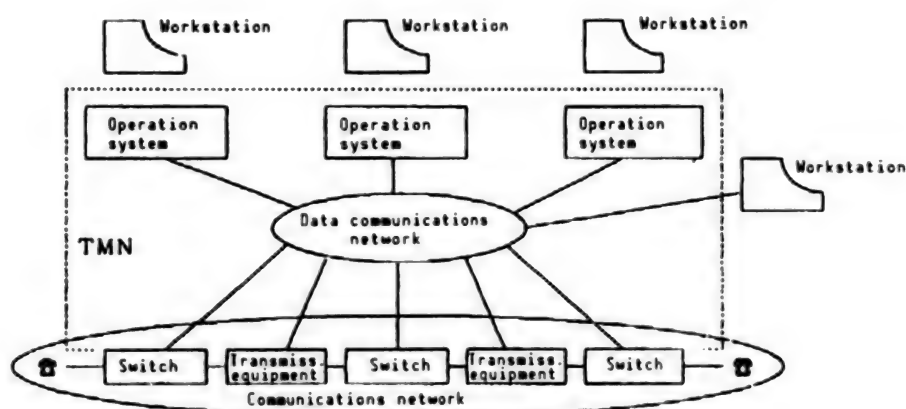 Workstation
Workstation
Workstation
Operation
system
Operation
system
Operation
system
Workstation
Data communications
network
TMN
Switch
Transmiss.
equipment
Switch
Transmiss.
equipment
Switch
Communications network